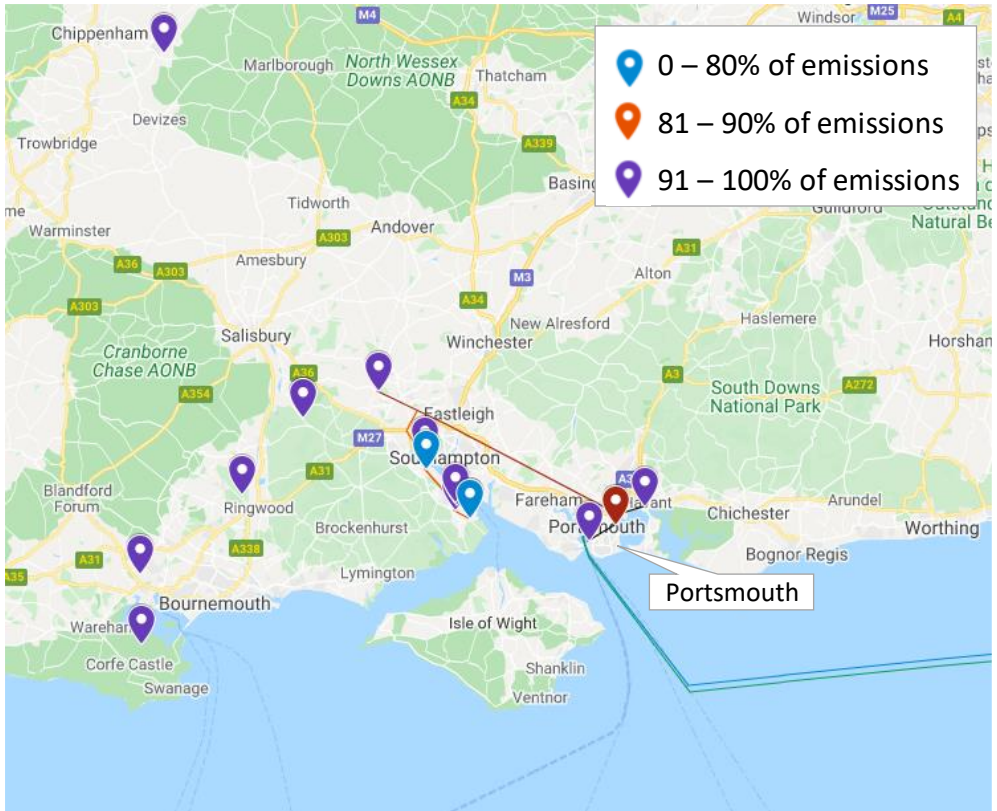 Windsor
M4
M25
A4
Chippenham
0 – 80% of emissions
Marlborough
North Wessex
Downs AONB
Thatcham
A34
Devizes
81 – 90% of emissions
Trowbridge
A339
91 – 100% of emissions
Basing
Tidworth
Guildford
Natural Be
Warminster
Andover
A303
A31
A36
A303
Amesbury
M3
Alton
A303
A34
New Alresford
Haslemere
Salisbury
Winchester
Horsham
Cranborne
Chase AONB
A36
A3
A272
A354
South Downs
National Park
Eastleigh
M27
Southampton
A31
Blandford
Forum
Ringwood
Fareham
Havant
Arundel
Chichester
Worthing
Brockenhurst
Portsmouth
A31
A338
Bognor Regis
A35
Lymington
Portsmouth
Bournemouth
Wareham
Isle of Wight
Corfe Castle
Shanklin
Swanage
Ventnor